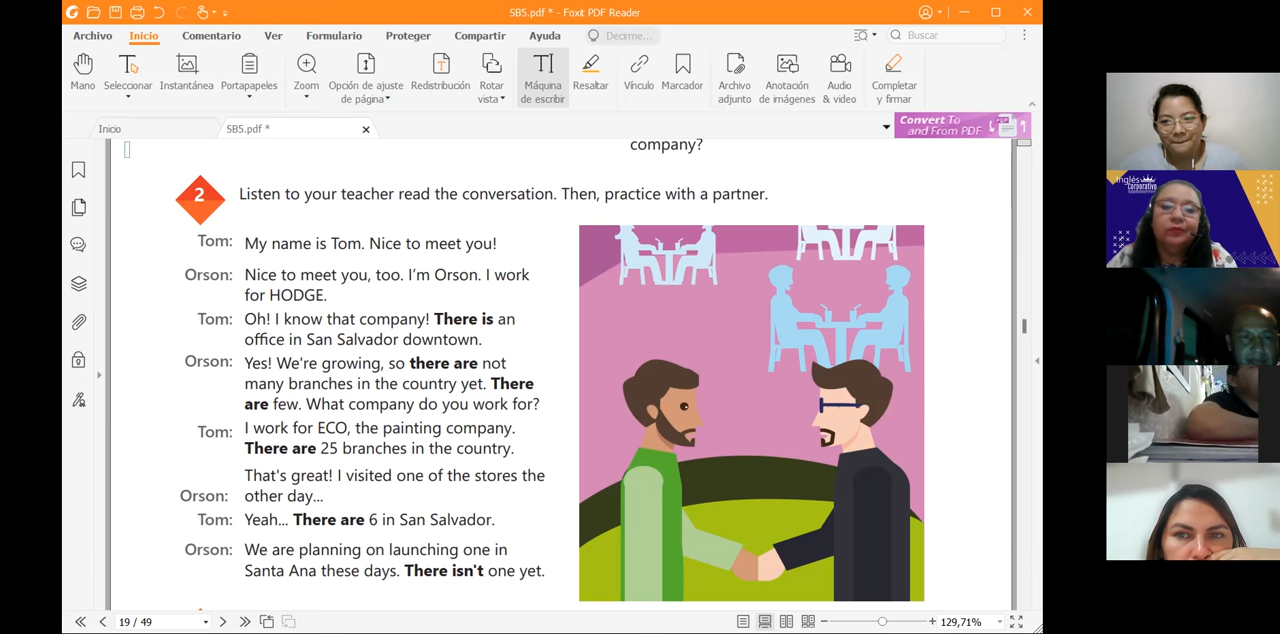 SB5.pdf * - Foxit PDF Reader
Archivo Inicio Comentario Ver Formulario Proteger Compartir Ayuda Decirme... Buscar
Mano Seleccionar Instantánea Portapapeles Zoom Opción de ajuste de página Redistribución Rotar vista Máquina de escribir Resaltar Vínculo Marcador Archivo adjunto Anotación de imágenes Audio & video Completar y firmar
Inicio SB5.pdf * Convert To and From PDF
company?
2 Listen to your teacher read the conversation. Then, practice with a partner.
Tom: My name is Tom. Nice to meet you!
Orson: Nice to meet you, too. I'm Orson. I work
for HODGE.
Tom: Oh! I know that company! There is an
office in San Salvador downtown.
Orson: Yes! We're growing, so there are not
many branches in the country yet. There
are few. What company do you work for?
Tom: I work for ECO, the painting company.
There are 25 branches in the country.
That's great! I visited one of the stores the
Orson: other day...
Tom: Yeah... There are 6 in San Salvador.
Orson: We are planning on launching one in
Santa Ana these days. There isn't one yet.
19 / 49 129,71%
Inglés
Corporativo